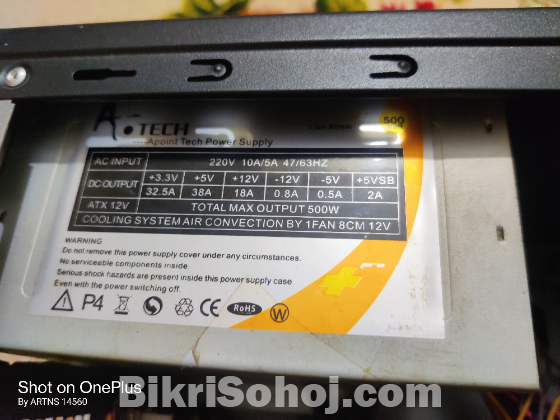 A.TECH
Apoint Tech Power Supply
500
AC INPUT 220V 10A/5A 47/63HZ
DC OUTPUT +3.3V +5V +12V -12V -5V +5VSB
32.5A 38A 18A 0.8A 0.5A 2A
ATX 12V TOTAL MAX OUTPUT 500W
COOLING SYSTEM AIR CONVECTION BY 1FAN 8CM 12V
WARNING
Do not remove this power supply cover under any circumstances.
No serviceable components inside
Serious shock hazards are present inside this power supply case
Even with the power switching off.
P4 CE RoHS W
pro
Shot on OnePlus
By ARTNS 14560
BikriSohoj.com